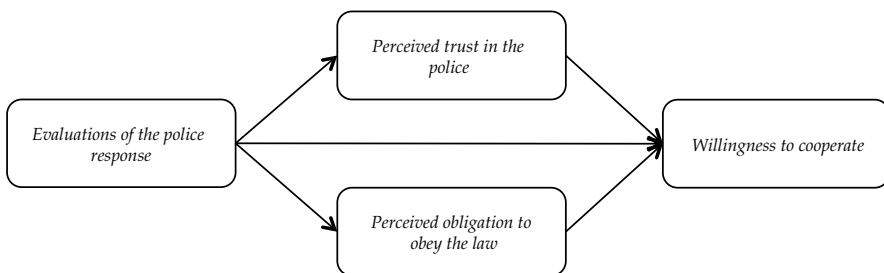 Perceived trust in the
police
Evaluations of the police
response
Willingness to cooperate
Perceived obligation to
obey the law